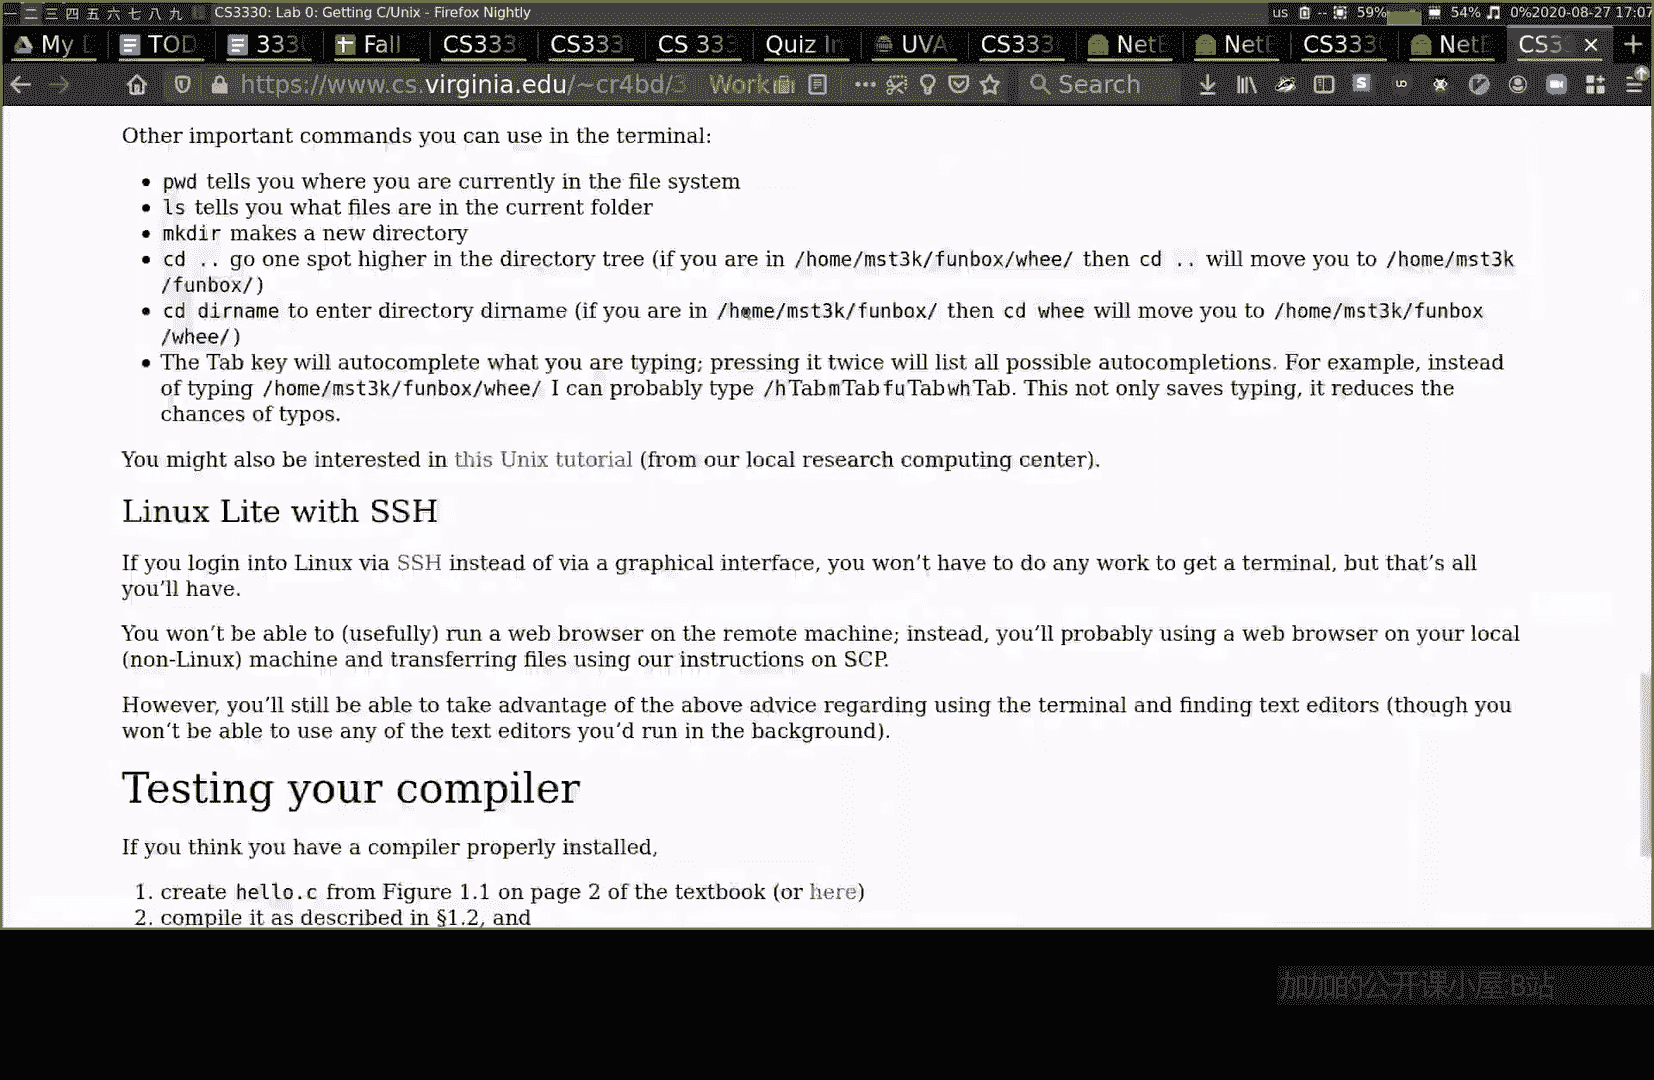 一 二 三 四 五 六 七 八 九 CS3330: Lab 0: Getting C/Unix - Firefox Nightly us -- 59% 54% 0% 2020-08-27 17:07
My D TOD 333 Fall CS333 CS333 CS 333 Quiz In UVA CS333 NetB NetB CS333 NetB CS3
https://www.cs.virginia.edu/~cr4bd/3 Work Search
Other important commands you can use in the terminal:
• pwd tells you where you are currently in the file system
• ls tells you what files are in the current folder
• mkdir makes a new directory
• cd .. go one spot higher in the directory tree (if you are in /home/mst3k/funbox/whee/ then cd .. will move you to /home/mst3k
/funbox/)
• cd dirname to enter directory dirname (if you are in /home/mst3k/funbox/ then cd whee will move you to /home/mst3k/funbox
/whee/)
• The Tab key will autocomplete what you are typing; pressing it twice will list all possible autocompletions. For example, instead
of typing /home/mst3k/funbox/whee/ I can probably type /hTabmTabfuTabwhTab. This not only saves typing, it reduces the
chances of typos.
You might also be interested in this Unix tutorial (from our local research computing center).
Linux Lite with SSH
If you login into Linux via SSH instead of via a graphical interface, you won't have to do any work to get a terminal, but that's all
you'll have.
You won't be able to (usefully) run a web browser on the remote machine; instead, you'll probably using a web browser on your local
(non-Linux) machine and transferring files using our instructions on SCP.
However, you'll still be able to take advantage of the above advice regarding using the terminal and finding text editors (though you
won't be able to use any of the text editors you'd run in the background).
Testing your compiler
If you think you have a compiler properly installed,
1. create hello.c from Figure 1.1 on page 2 of the textbook (or here)
2. compile it as described in §1.2, and
加加的公开课小屋:B站